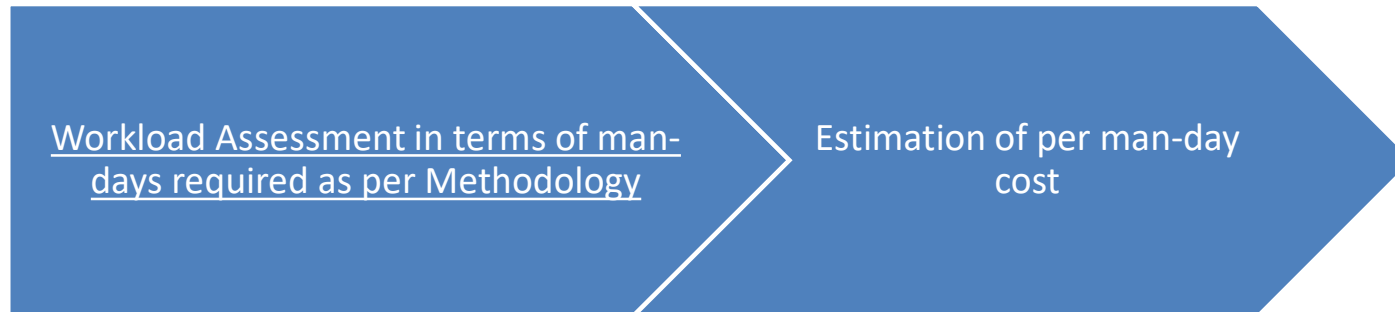 Workload Assessment in terms of man-
days required as per Methodology
Estimation of per man-day
cost